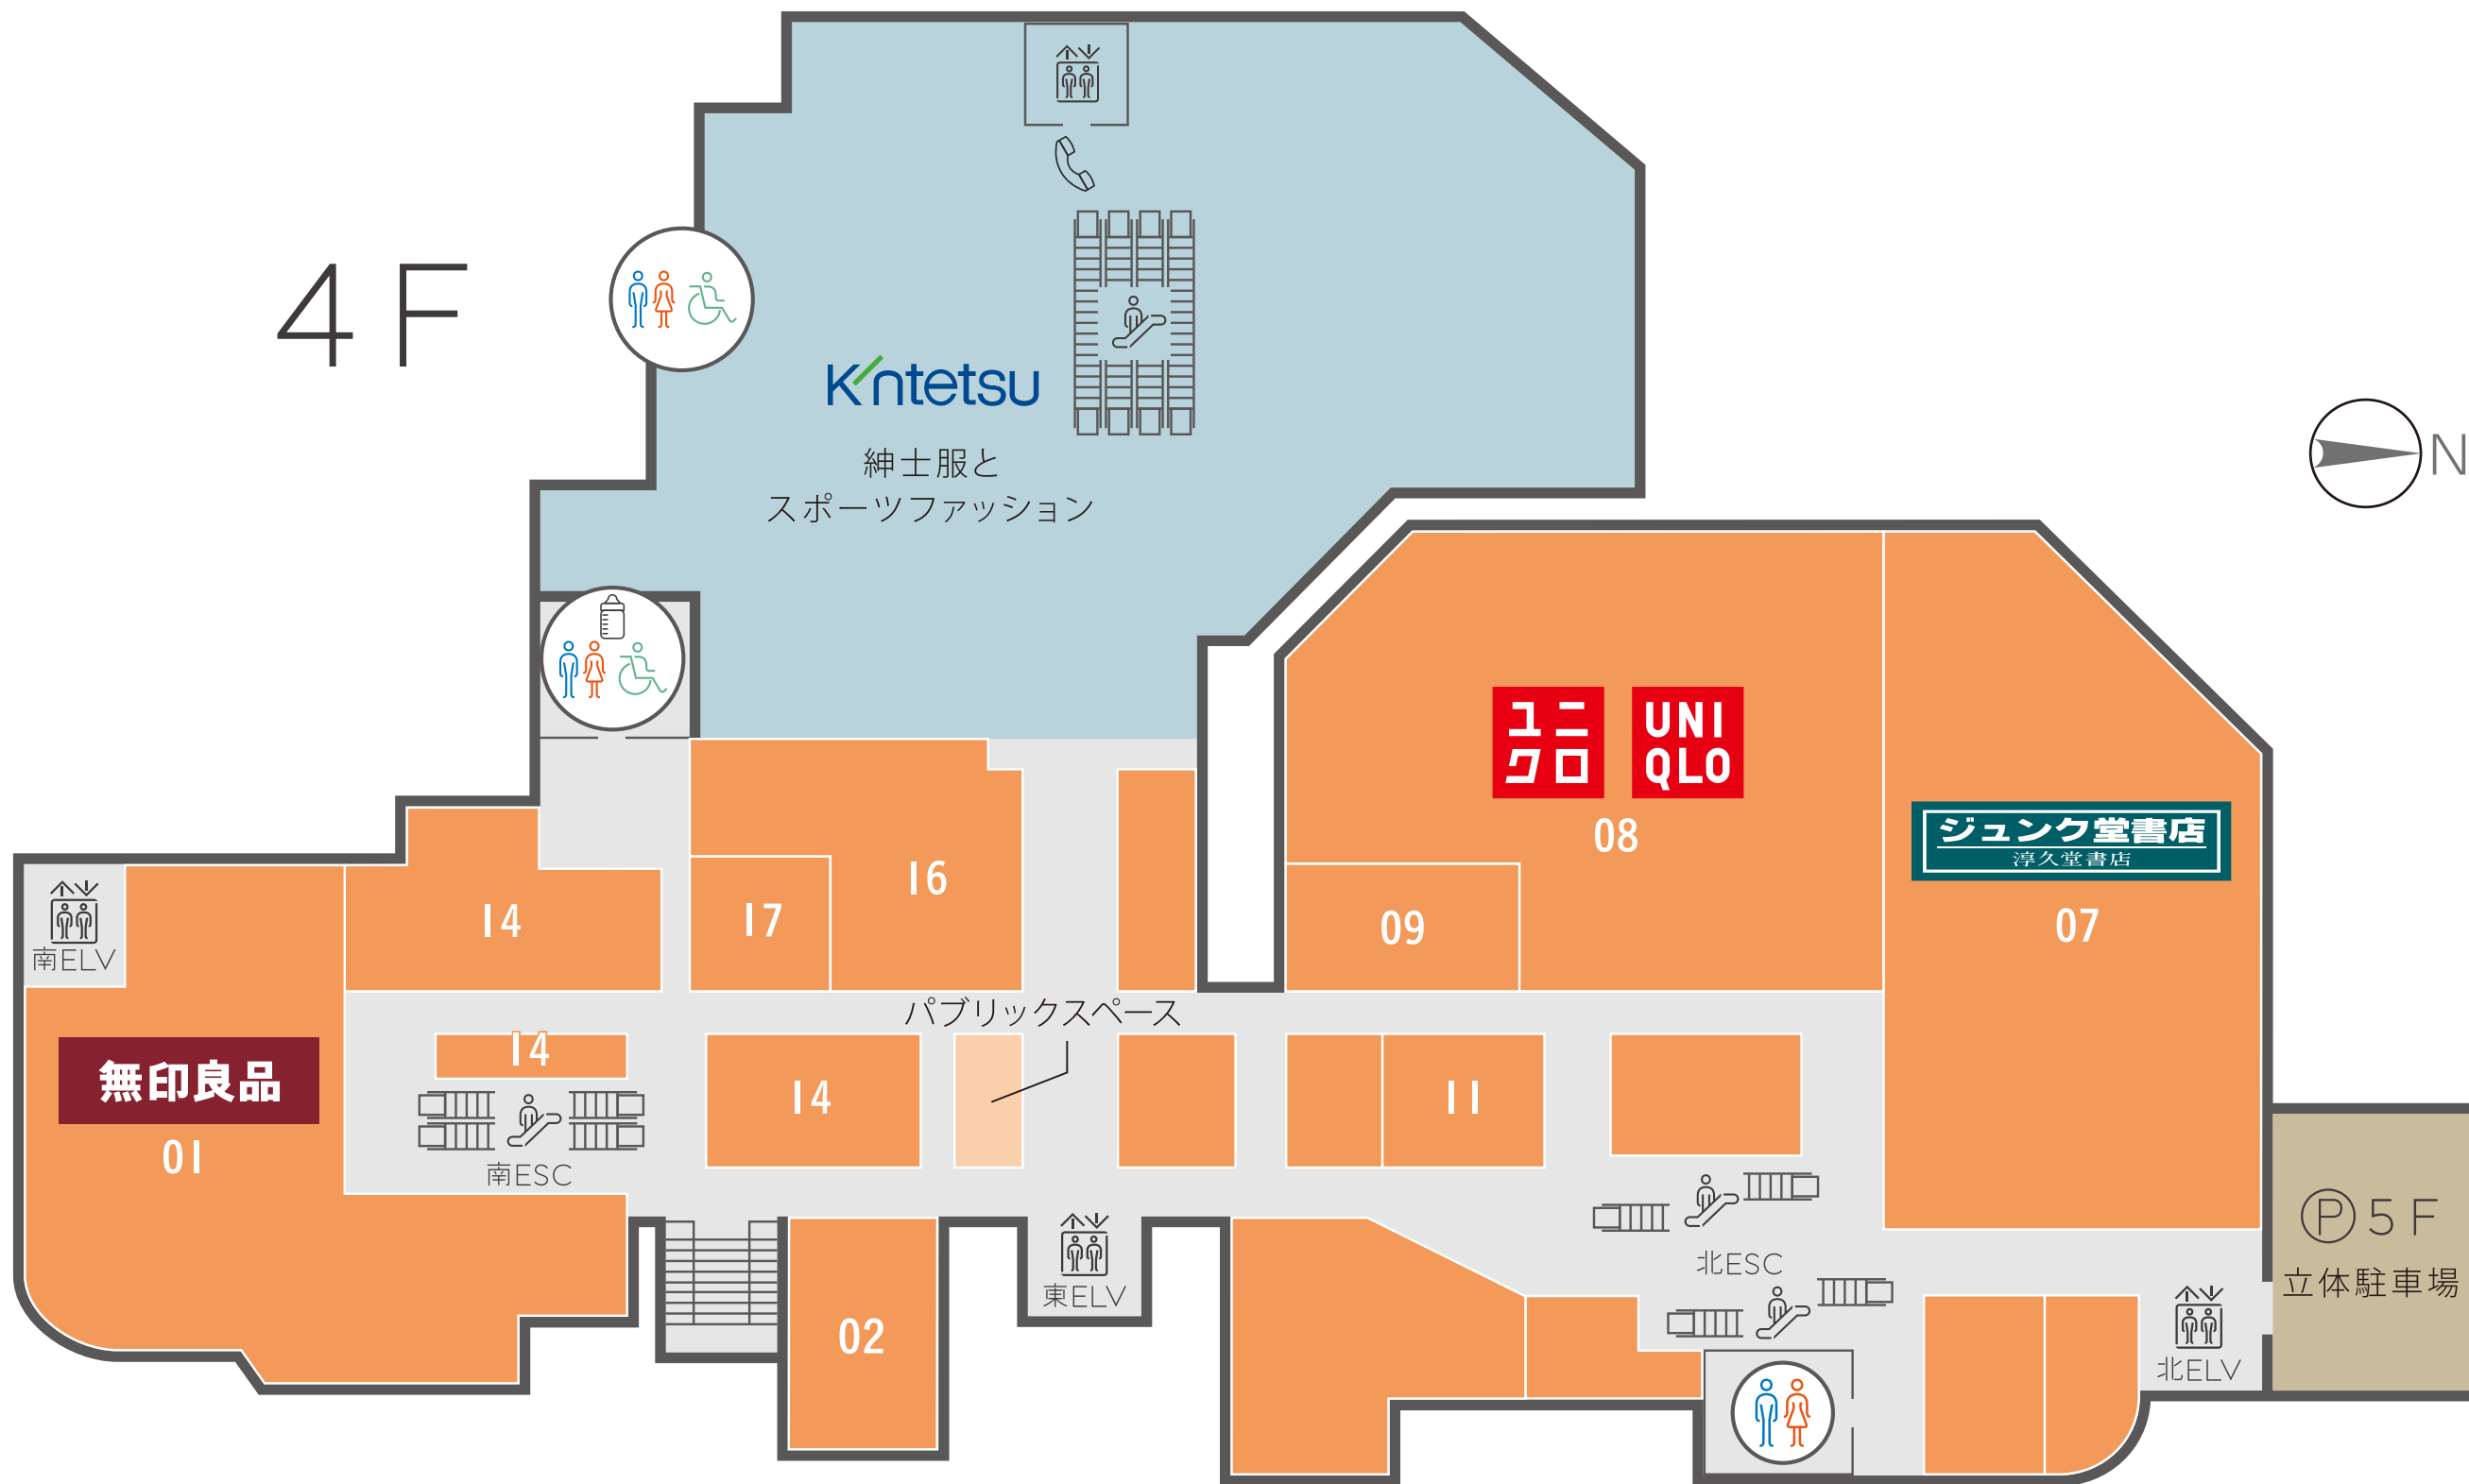 4F
Kintetsu
紳士服と
スポーツファッション
N
ユニ
クロ
UNI
QLO
08
ジュンク堂書店
淳久堂書店
07
09
16
17
14
南ELV
無印良品
01
14
南ESC
14
パブリックスペース
11
P5F
立体駐車場
北ESC
東ELV
02
北ELV